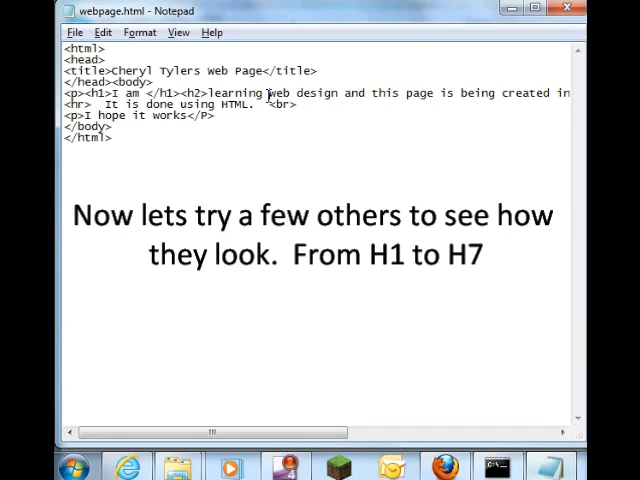 webpage.html - Notepad
File Edit Format View Help
<html>
<head>
<title>Cheryl Tylers Web Page</title>
</head><body>
<p><h1>I am </h1><h2>learning web design and this page is being created in
<hr>  It is done using HTML.  <br>
<p>I hope it works</P>
</body>
</html>
Now lets try a few others to see how
they look.  From H1 to H7